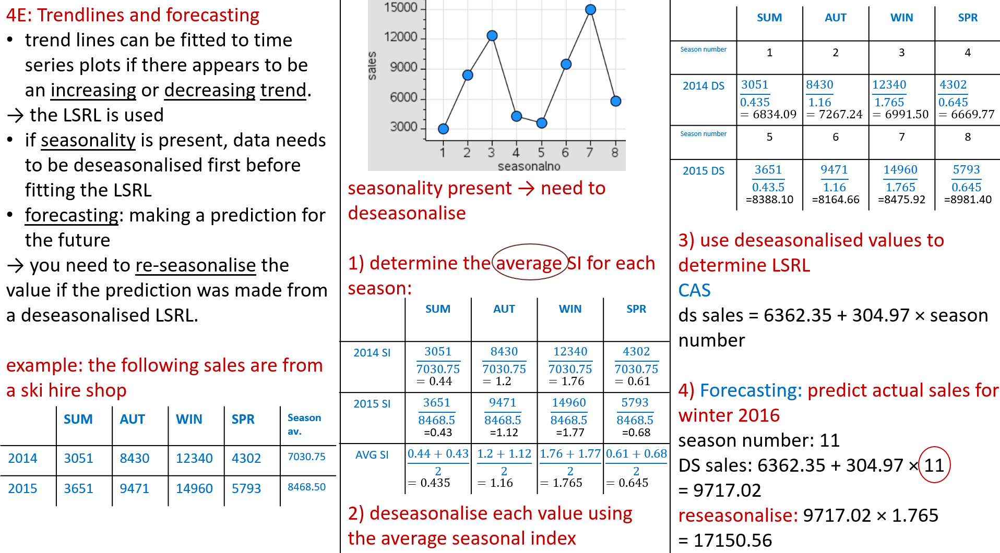 4E: Trendlines and forecasting
• trend lines can be fitted to time
series plots if there appears to be
an increasing or decreasing trend.
→ the LSRL is used
• if seasonality is present, data needs
to be deseasonalised first before
fitting the LSRL
• forecasting: making a prediction for
the future
→ you need to re-seasonalise the
value if the prediction was made from
a deseasonalised LSRL.
example: the following sales are from
a ski hire shop
SUM AUT WIN SPR Season av.
2014 3051 8430 12340 4302 7030.75
2015 3651 9471 14960 5793 8468.50
15000
12000
9000
6000
3000
sales
1 2 3 4 5 6 7 8
seasonalno
seasonality present → need to
deseasonalise
1) determine the average SI for each
season:
SUM AUT WIN SPR
2014 SI 3051/7030.75 = 0.44 8430/7030.75 = 1.2 12340/7030.75 = 1.76 4302/7030.75 = 0.61
2015 SI 3651/8468.5 =0.43 9471/8468.5 =1.12 14960/8468.5 =1.77 5793/8468.5 =0.68
AVG SI 0.44 + 0.43/2 = 0.435 1.2 + 1.12/2 = 1.16 1.76 + 1.77/2 = 1.765 0.61 + 0.68/2 = 0.645
2) deseasonalise each value using
the average seasonal index
SUM AUT WIN SPR
Season number 1 2 3 4
2014 DS 3051/0.435 = 6834.09 8430/1.16 = 7267.24 12340/1.765 = 6991.50 4302/0.645 = 6669.77
Season number 5 6 7 8
2015 DS 3651/0.43.5 =8388.10 9471/1.16 =8164.66 14960/1.765 =8475.92 5793/0.645 =8981.40
3) use deseasonalised values to
determine LSRL
CAS
ds sales = 6362.35 + 304.97 × season
number
4) Forecasting: predict actual sales for
winter 2016
season number: 11
DS sales: 6362.35 + 304.97 × 11
= 9717.02
reseasonalise: 9717.02 × 1.765
= 17150.56